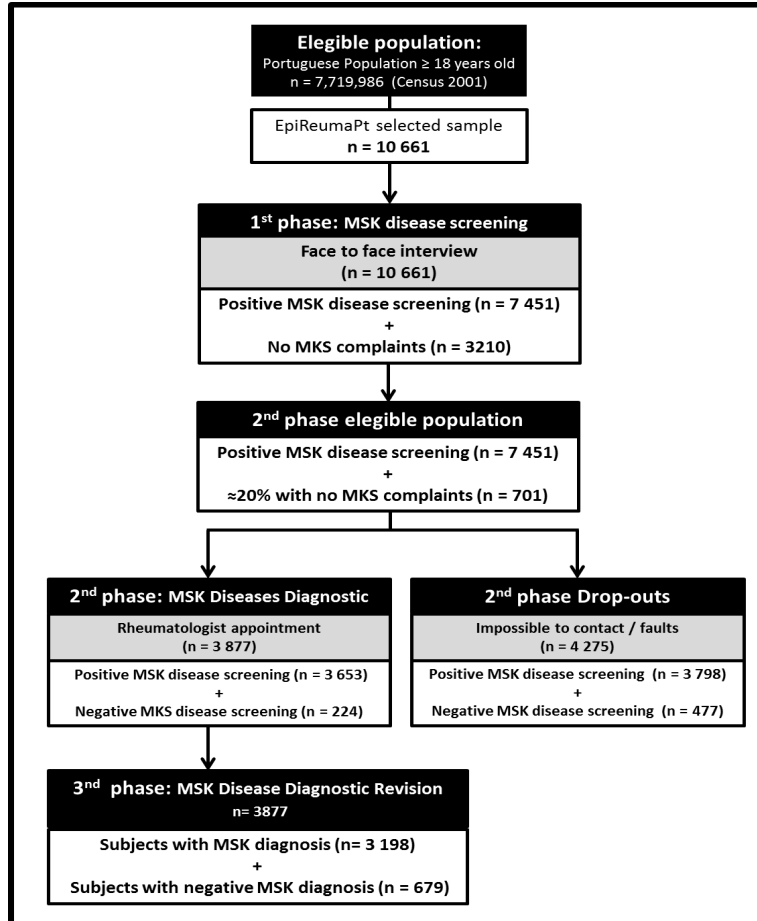 Elegible population:
Portuguese Population ≥ 18 years old
n = 7,719,986 (Census 2001)
EpiReumaPt selected sample
n = 10 661
1st phase: MSK disease screening
Face to face interview
(n = 10 661)
Positive MSK disease screening (n = 7 451)
+
No MKS complaints (n = 3210)
2nd phase elegible population
Positive MSK disease screening (n = 7 451)
+
≈20% with no MKS complaints (n = 701)
2nd phase: MSK Diseases Diagnostic
Rheumatologist appointment
(n = 3 877)
Positive MSK disease screening (n = 3 653)
+
Negative MKS disease screening (n = 224)
2nd phase Drop-outs
Impossible to contact / faults
(n = 4 275)
Positive MSK disease screening (n = 3 798)
+
Negative MSK disease screening (n = 477)
3nd phase: MSK Disease Diagnostic Revision
n= 3877
Subjects with MSK diagnosis (n= 3 198)
+
Subjects with negative MSK diagnosis (n = 679)